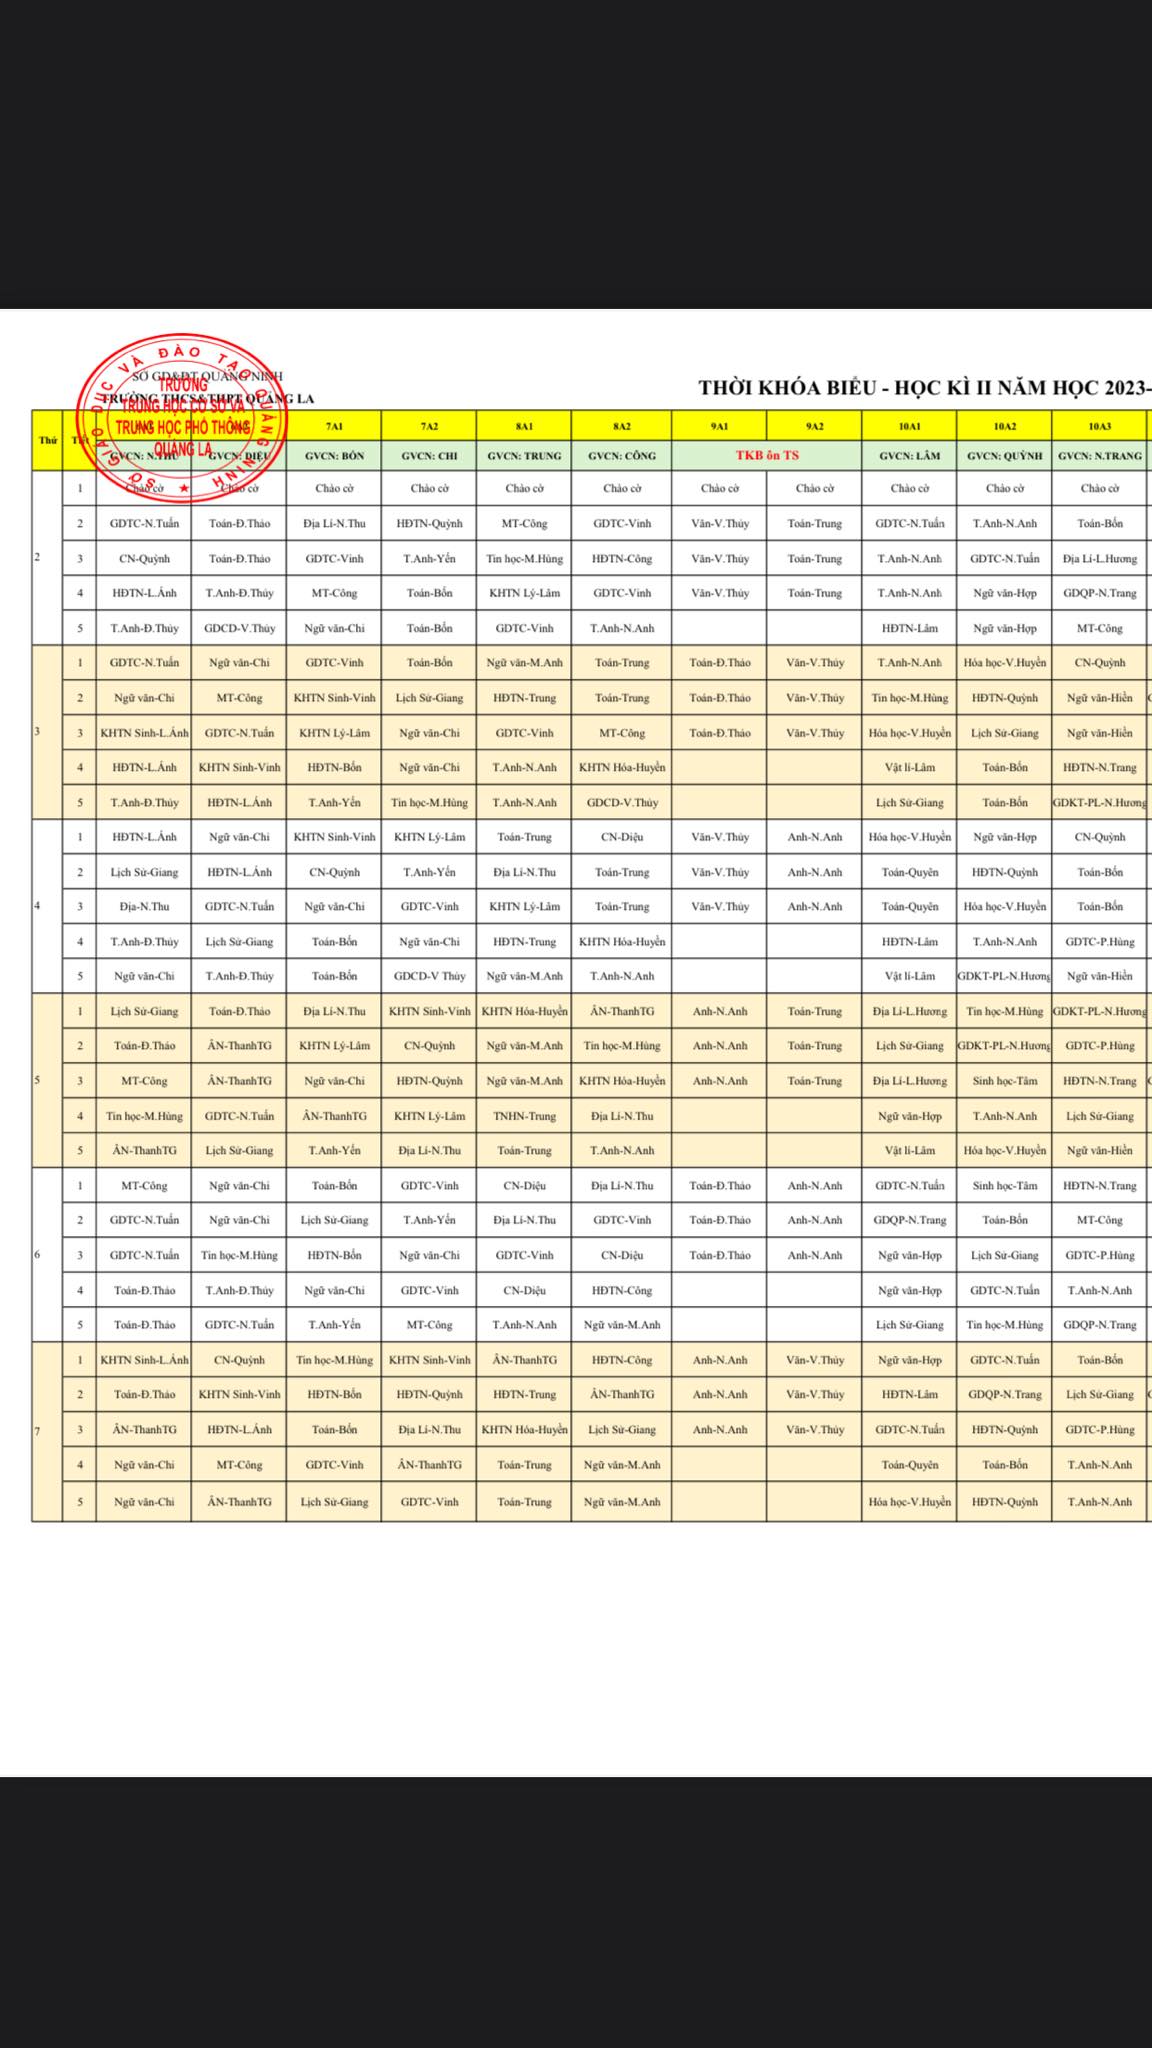 SỞ GD&ĐT QUẢNG NINH
TRƯỜNG THCS&THPT QUẢNG LA
SỞ GIÁO DỤC VÀ ĐÀO TẠO QUẢNG NINH
TRƯỜNG
TRUNG HỌC CƠ SỞ VÀ
TRUNG HỌC PHỔ THÔNG
QUẢNG LA
THỜI KHÓA BIỂU - HỌC KÌ II NĂM HỌC 2023-
Thứ 7A1 7A2 8A1 8A2 9A1 9A2 10A1 10A2 10A3
GVCN: N.THU GVCN: DIỆU GVCN: BỐN GVCN: CHI GVCN: TRUNG GVCN: CÔNG TKB ôn TS GVCN: LÂM GVCN: QUỲNH GVCN: N.TRANG
2
1 Chào cờ Chào cờ Chào cờ Chào cờ Chào cờ Chào cờ Chào cờ Chào cờ Chào cờ Chào cờ Chào cờ
2 GDTC-N.Tuấn Toán-Đ.Thảo Địa Lí-N.Thu HĐTN-Quỳnh MT-Công GDTC-Vinh Văn-V.Thủy Toán-Trung GDTC-N.Tuấn T.Anh-N.Anh Toán-Bốn
3 CN-Quỳnh Toán-Đ.Thảo GDTC-Vinh T.Anh-Yến Tin học-M.Hùng HĐTN-Công Văn-V.Thủy Toán-Trung T.Anh-N.Anh GDTC-N.Tuấn Địa Lí-L.Hương
4 HĐTN-L.Ánh T.Anh-Đ.Thủy MT-Công Toán-Bốn KHTN Lý-Lâm GDTC-Vinh Văn-V.Thủy Toán-Trung T.Anh-N.Anh Ngữ văn-Hợp GDQP-N.Trang
5 T.Anh-Đ.Thủy GDCD-V.Thủy Ngữ văn-Chi Toán-Bốn GDTC-Vinh T.Anh-N.Anh HĐTN-Lâm Ngữ văn-Hợp MT-Công
3
1 GDTC-N.Tuấn Ngữ văn-Chi GDTC-Vinh Toán-Bốn Ngữ văn-M.Anh Toán-Trung Toán-Đ.Thảo Văn-V.Thủy T.Anh-N.Anh Hóa học-V.Huyền CN-Quỳnh
2 Ngữ văn-Chi MT-Công KHTN Sinh-Vinh Lịch Sử-Giang HĐTN-Trung Toán-Trung Toán-Đ.Thảo Văn-V.Thủy Tin học-M.Hùng HĐTN-Quỳnh Ngữ văn-Hiền
3 KHTN Sinh-L.Ánh GDTC-N.Tuấn KHTN Lý-Lâm Ngữ văn-Chi GDTC-Vinh MT-Công Toán-Đ.Thảo Văn-V.Thủy Hóa học-V.Huyền Lịch Sử-Giang Ngữ văn-Hiền
4 HĐTN-L.Ánh KHTN Sinh-Vinh HĐTN-Bốn Ngữ văn-Chi T.Anh-N.Anh KHTN Hóa-Huyền Vật lí-Lâm Toán-Bốn HĐTN-N.Trang
5 T.Anh-Đ.Thủy HĐTN-L.Ánh T.Anh-Yến Tin học-M.Hùng T.Anh-N.Anh GDCD-V.Thủy Lịch Sử-Giang Toán-Bốn GDKT-PL-N.Hương
4
1 HĐTN-L.Ánh Ngữ văn-Chi KHTN Sinh-Vinh KHTN Lý-Lâm Toán-Trung CN-Diệu Văn-V.Thủy Anh-N.Anh Hóa học-V.Huyền Ngữ văn-Hợp CN-Quỳnh
2 Lịch Sử-Giang HĐTN-L.Ánh CN-Quỳnh T.Anh-Yến Địa Lí-N.Thu Toán-Trung Văn-V.Thủy Anh-N.Anh Toán-Quyên HĐTN-Quỳnh Toán-Bốn
3 Địa-N.Thu GDTC-N.Tuấn Ngữ văn-Chi GDTC-Vinh KHTN Lý-Lâm Toán-Trung Văn-V.Thủy Anh-N.Anh Toán-Quyên Hóa học-V.Huyền Toán-Bốn
4 T.Anh-Đ.Thủy Lịch Sử-Giang Toán-Bốn Ngữ văn-Chi HĐTN-Trung KHTN Hóa-Huyền HĐTN-Lâm T.Anh-N.Anh GDTC-P.Hùng
5 Ngữ văn-Chi T.Anh-Đ.Thủy Toán-Bốn GDCD-V Thủy Ngữ văn-M.Anh T.Anh-N.Anh Vật lí-Lâm GDKT-PL-N.Hương Ngữ văn-Hiền
5
1 Lịch Sử-Giang Toán-Đ.Thảo Địa Lí-N.Thu KHTN Sinh-Vinh KHTN Hóa-Huyền ÂN-ThanhTG Anh-N.Anh Toán-Trung Địa Lí-L.Hương Tin học-M.Hùng GDKT-PL-N.Hương
2 Toán-Đ.Thảo ÂN-ThanhTG KHTN Lý-Lâm CN-Quỳnh Ngữ văn-M.Anh Tin học-M.Hùng Anh-N.Anh Toán-Trung Lịch Sử-Giang GDKT-PL-N.Hương GDTC-P.Hùng
3 MT-Công ÂN-ThanhTG Ngữ văn-Chi HĐTN-Quỳnh Ngữ văn-M.Anh KHTN Hóa-Huyền Anh-N.Anh Toán-Trung Địa Lí-L.Hương Sinh học-Tâm HĐTN-N.Trang
4 Tin học-M.Hùng GDTC-N.Tuấn ÂN-ThanhTG KHTN Lý-Lâm TNHN-Trung Địa Lí-N.Thu Ngữ văn-Hợp T.Anh-N.Anh Lịch Sử-Giang
5 ÂN-ThanhTG Lịch Sử-Giang T.Anh-Yến Địa Lí-N.Thu Toán-Trung T.Anh-N.Anh Vật lí-Lâm Hóa học-V.Huyền Ngữ văn-Hiền
6
1 MT-Công Ngữ văn-Chi Toán-Bốn GDTC-Vinh CN-Diệu Địa Lí-N.Thu Toán-Đ.Thảo Anh-N.Anh GDTC-N.Tuấn Sinh học-Tâm HĐTN-N.Trang
2 GDTC-N.Tuấn Ngữ văn-Chi Lịch Sử-Giang T.Anh-Yến Địa Lí-N.Thu GDTC-Vinh Toán-Đ.Thảo Anh-N.Anh GDQP-N.Trang Toán-Bốn MT-Công
3 GDTC-N.Tuấn Tin học-M.Hùng HĐTN-Bốn Ngữ văn-Chi GDTC-Vinh CN-Diệu Toán-Đ.Thảo Anh-N.Anh Ngữ văn-Hợp Lịch Sử-Giang GDTC-P.Hùng
4 Toán-Đ.Thảo T.Anh-Đ.Thủy Ngữ văn-Chi GDTC-Vinh CN-Diệu HĐTN-Công Ngữ văn-Hợp GDTC-N.Tuấn T.Anh-N.Anh
5 Toán-Đ.Thảo GDTC-N.Tuấn T.Anh-Yến MT-Công T.Anh-N.Anh Ngữ văn-M.Anh Lịch Sử-Giang Tin học-M.Hùng GDQP-N.Trang
7
1 KHTN Sinh-L.Ánh CN-Quỳnh Tin học-M.Hùng KHTN Sinh-Vinh ÂN-ThanhTG HĐTN-Công Anh-N.Anh Văn-V.Thủy Ngữ văn-Hợp GDTC-N.Tuấn Toán-Bốn
2 Toán-Đ.Thảo KHTN Sinh-Vinh HĐTN-Bốn HĐTN-Quỳnh HĐTN-Trung ÂN-ThanhTG Anh-N.Anh Văn-V.Thủy HĐTN-Lâm GDQP-N.Trang Lịch Sử-Giang
3 ÂN-ThanhTG HĐTN-L.Ánh Toán-Bốn Địa Lí-N.Thu KHTN Hóa-Huyền Lịch Sử-Giang Anh-N.Anh Văn-V.Thủy GDTC-N.Tuấn HĐTN-Quỳnh GDTC-P.Hùng
4 Ngữ văn-Chi MT-Công GDTC-Vinh ÂN-ThanhTG Toán-Trung Ngữ văn-M.Anh Toán-Quyên Toán-Bốn T.Anh-N.Anh
5 Ngữ văn-Chi ÂN-ThanhTG Lịch Sử-Giang GDTC-Vinh Toán-Trung Ngữ văn-M.Anh Hóa học-V.Huyền HĐTN-Quỳnh T.Anh-N.Anh